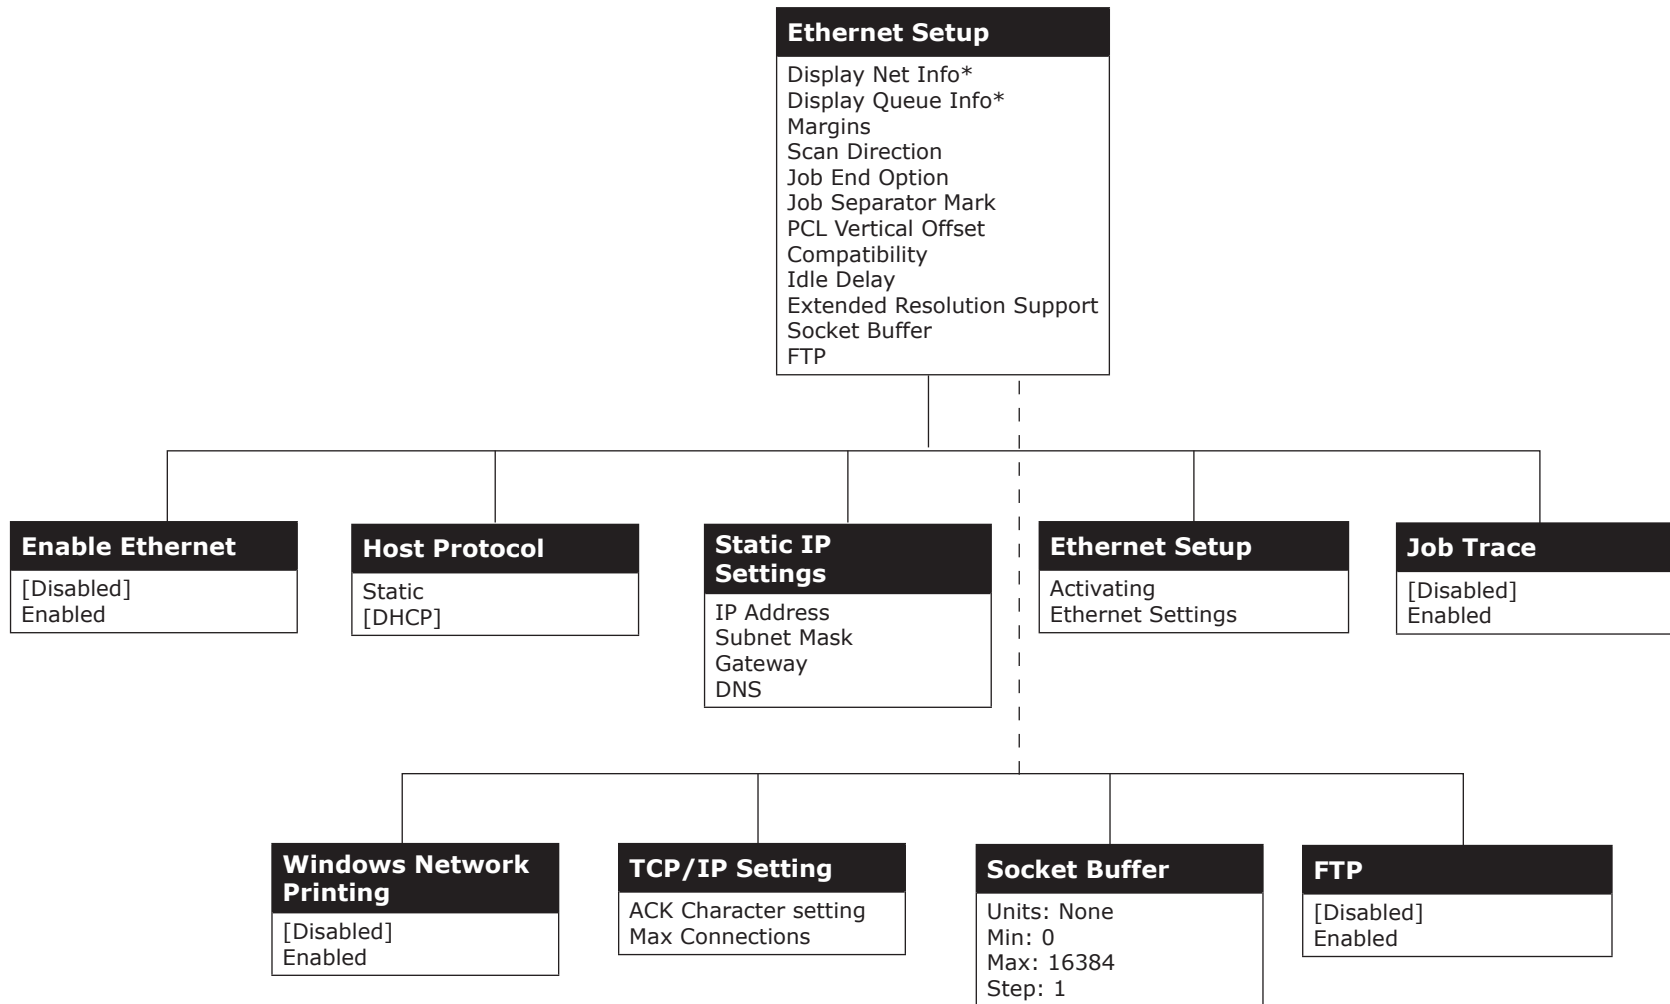 Ethernet Setup
Display Net Info*
Display Queue Info*
Margins
Scan Direction
Job End Option
Job Separator Mark
PCL Vertical Offset
Compatibility
Idle Delay
Extended Resolution Support
Socket Buffer
FTP
Enable Ethernet
[Disabled]
Enabled
Host Protocol
Static
[DHCP]
Static IP
Settings
IP Address
Subnet Mask
Gateway
DNS
Ethernet Setup
Activating
Ethernet Settings
Job Trace
[Disabled]
Enabled
Windows Network
Printing
[Disabled]
Enabled
TCP/IP Setting
ACK Character setting
Max Connections
Socket Buffer
Units: None
Min: 0
Max: 16384
Step: 1
FTP
[Disabled]
Enabled